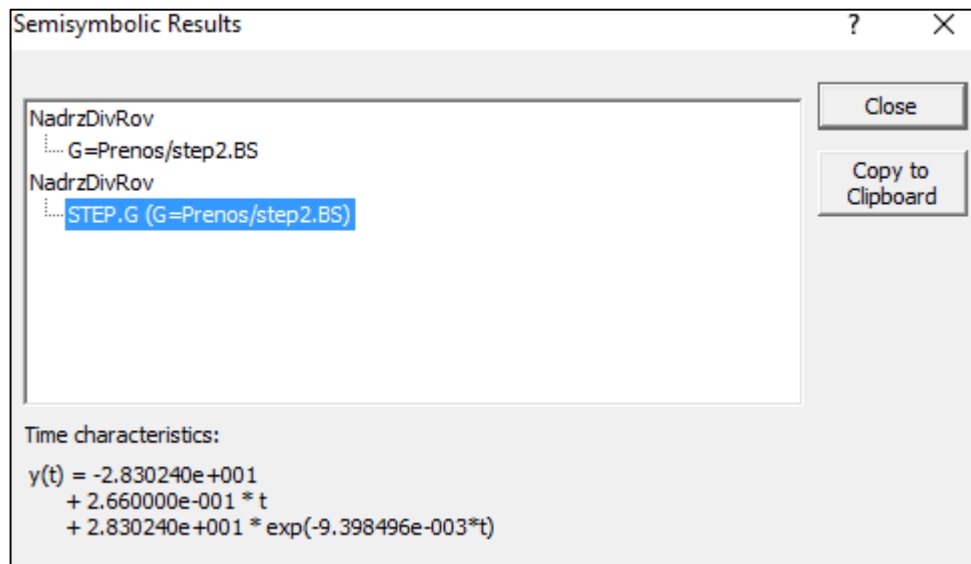 Semisymbolic Results ? ×
NadrzDivRov
G=Prenos/step2.BS
NadrzDivRov
STEP.G (G=Prenos/step2.BS)
Close
Copy to
Clipboard
Time characteristics:
y(t) = -2.830240e+001
+ 2.660000e-001 * t
+ 2.830240e+001 * exp(-9.398496e-003*t)